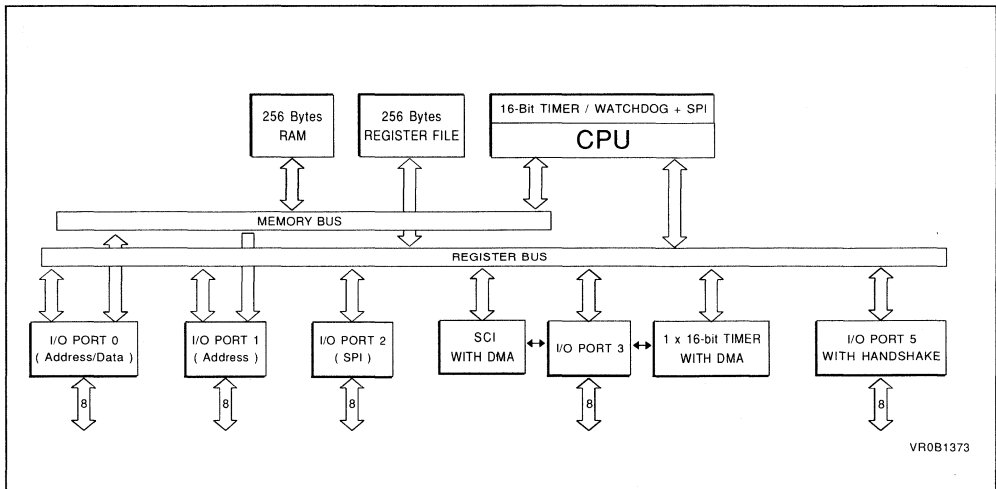 256 Bytes
RAM
256 Bytes
REGISTER FILE
16-Bit TIMER / WATCHDOG + SPI
CPU
MEMORY BUS
REGISTER BUS
I/O PORT 0
( Address/Data )
I/O PORT 1
( Address )
I/O PORT 2
( SPI )
SCI
WITH DMA
I/O PORT 3
1 x 16-bit TIMER
WITH DMA
I/O PORT 5
WITH HANDSHAKE
8
8
8
8
8
VR0B1373